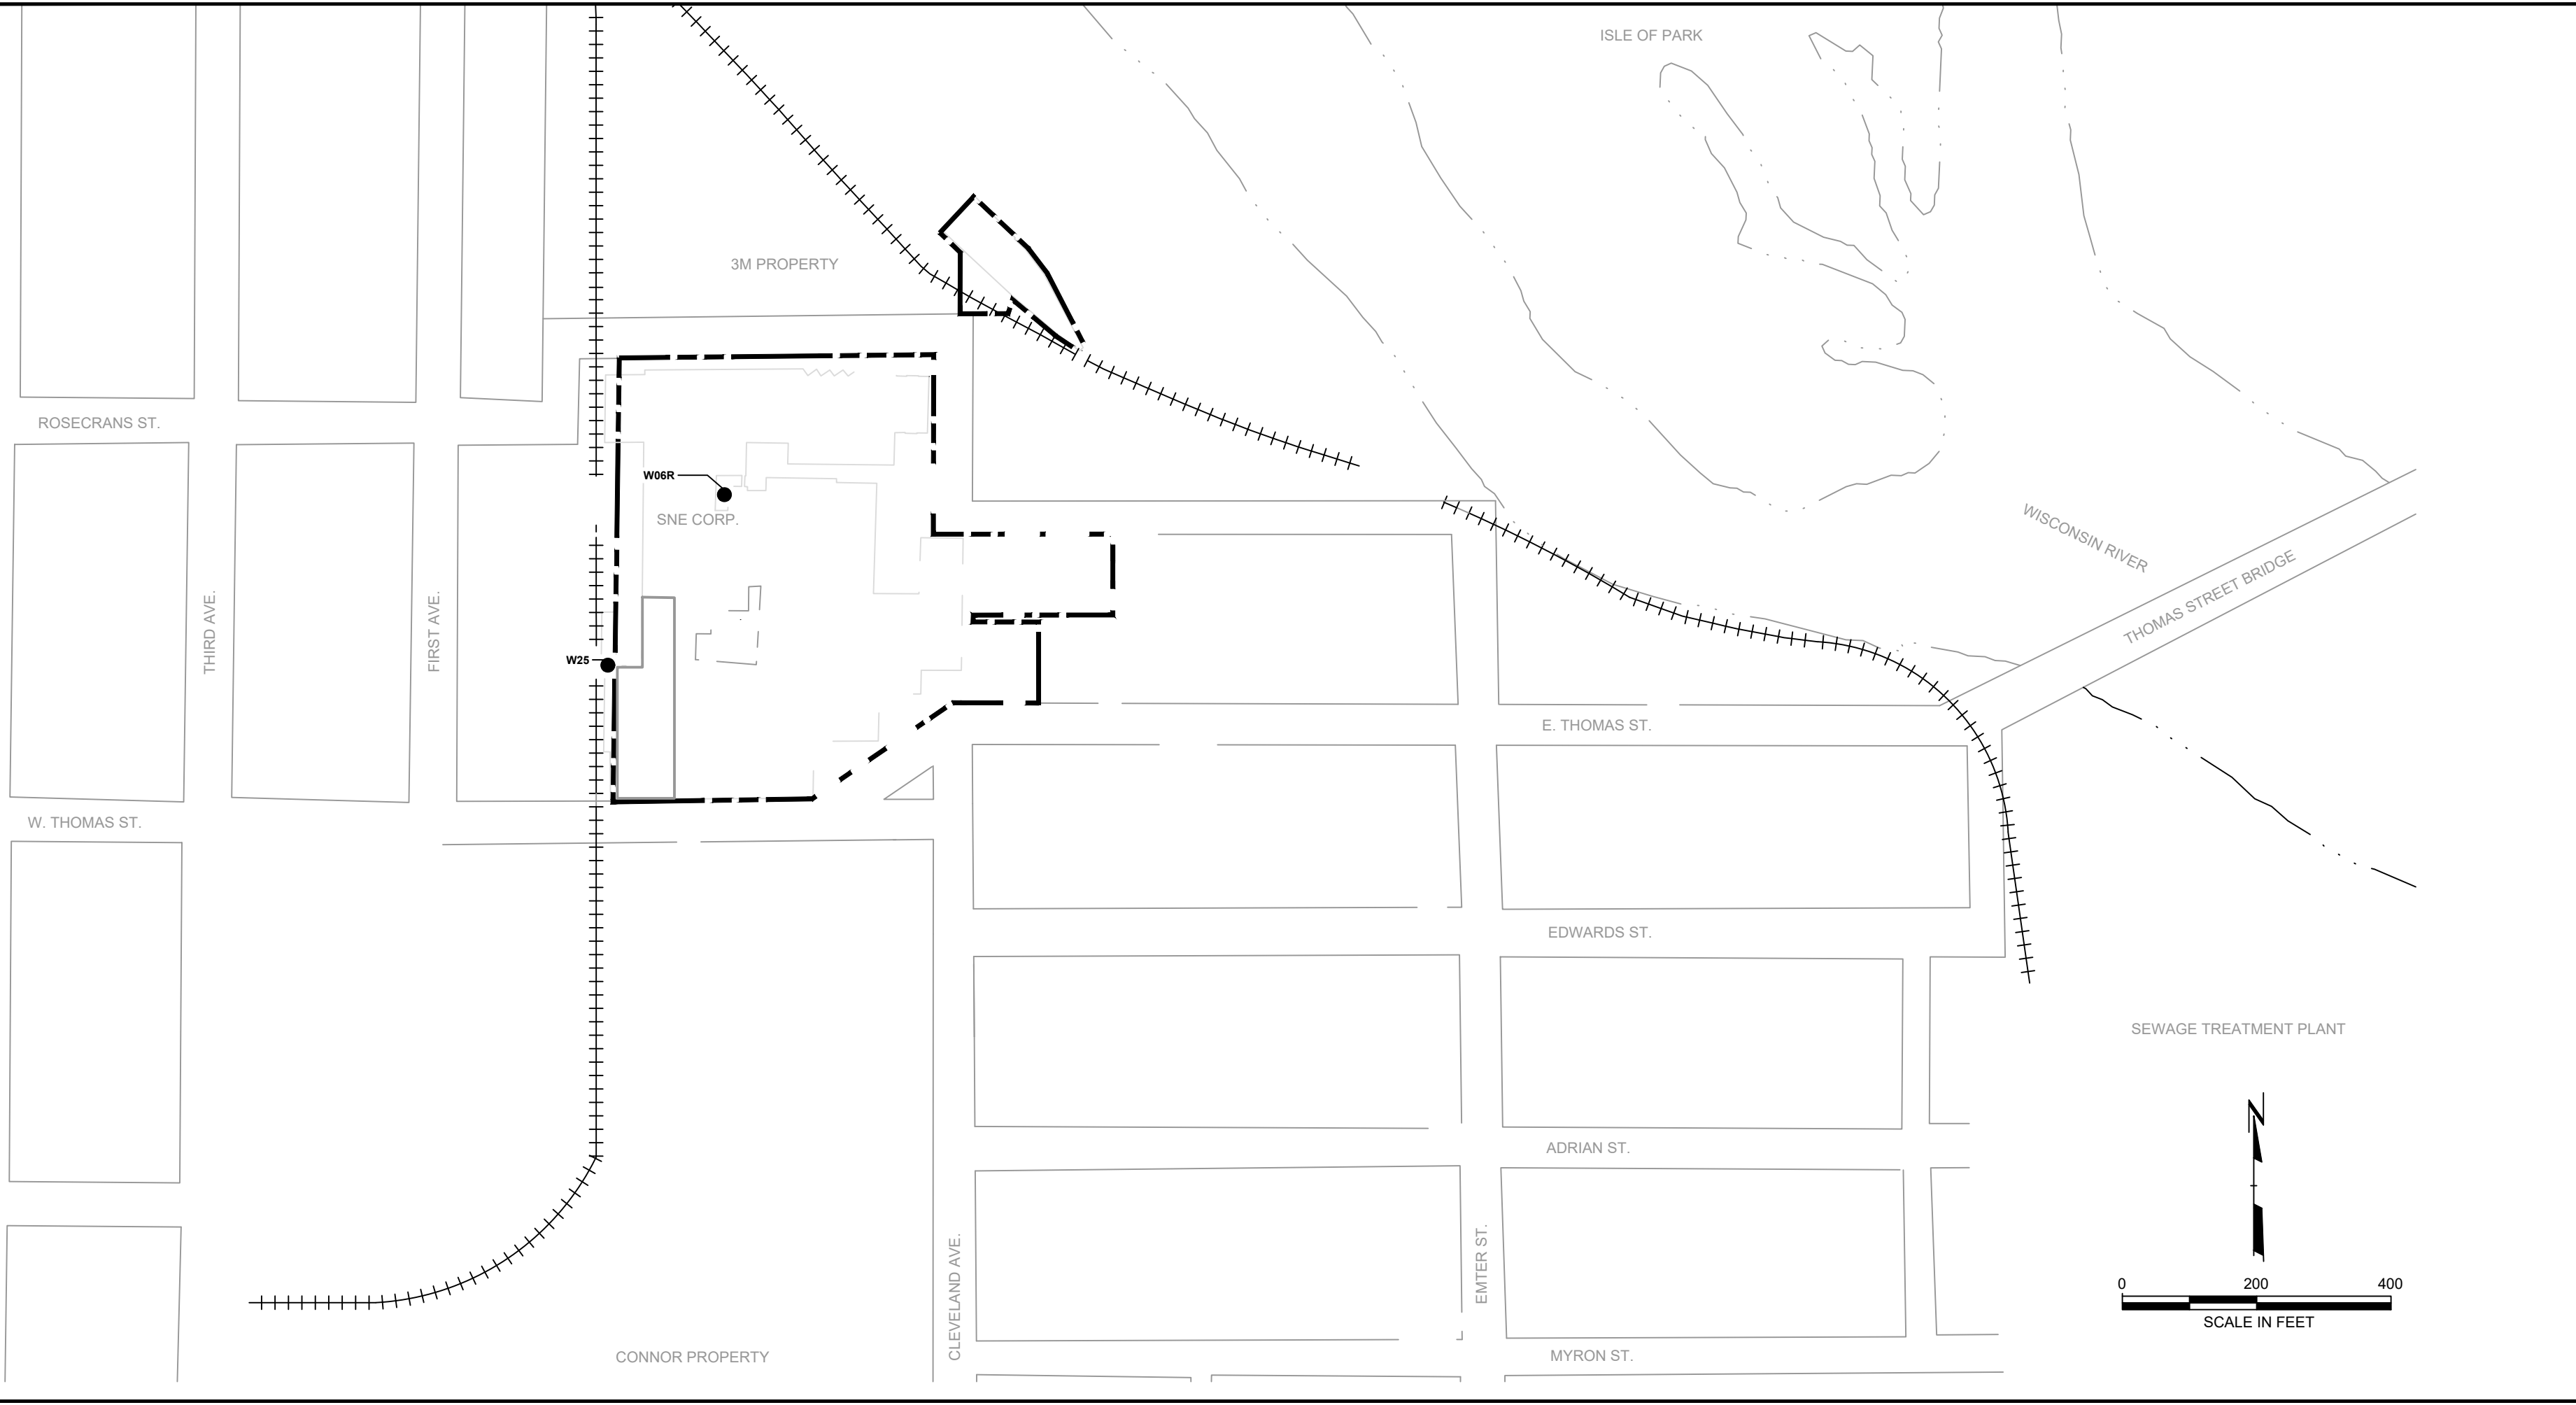 ISLE OF PARK
3M PROPERTY
ROSECRANS ST.
W06R
SNE CORP.
WISCONSIN RIVER
THOMAS STREET BRIDGE
THIRD AVE.
FIRST AVE.
W25
E. THOMAS ST.
W. THOMAS ST.
EDWARDS ST.
SEWAGE TREATMENT PLANT
N
ADRIAN ST.
CLEVELAND AVE.
EMTER ST.
0 200 400
SCALE IN FEET
CONNOR PROPERTY
MYRON ST.